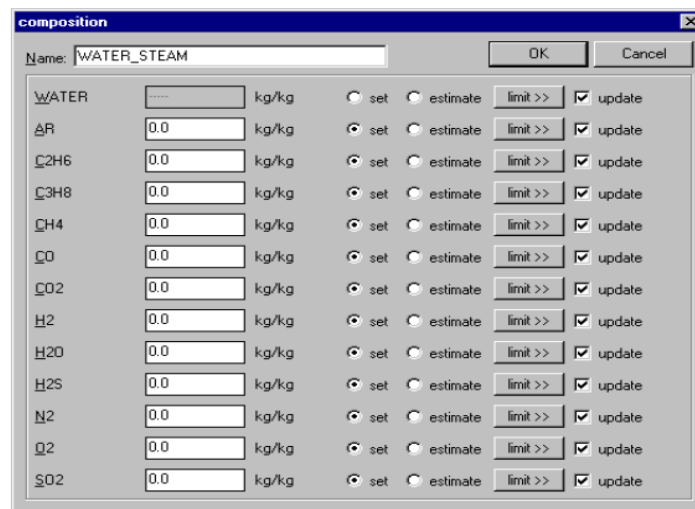 composition
Name: WATER_STEAM OK Cancel
WATER ----- kg/kg set estimate limit >> update
AR 0.0 kg/kg set estimate limit >> update
C2H6 0.0 kg/kg set estimate limit >> update
C3H8 0.0 kg/kg set estimate limit >> update
CH4 0.0 kg/kg set estimate limit >> update
CO 0.0 kg/kg set estimate limit >> update
CO2 0.0 kg/kg set estimate limit >> update
H2 0.0 kg/kg set estimate limit >> update
H2O 0.0 kg/kg set estimate limit >> update
H2S 0.0 kg/kg set estimate limit >> update
N2 0.0 kg/kg set estimate limit >> update
O2 0.0 kg/kg set estimate limit >> update
SO2 0.0 kg/kg set estimate limit >> update